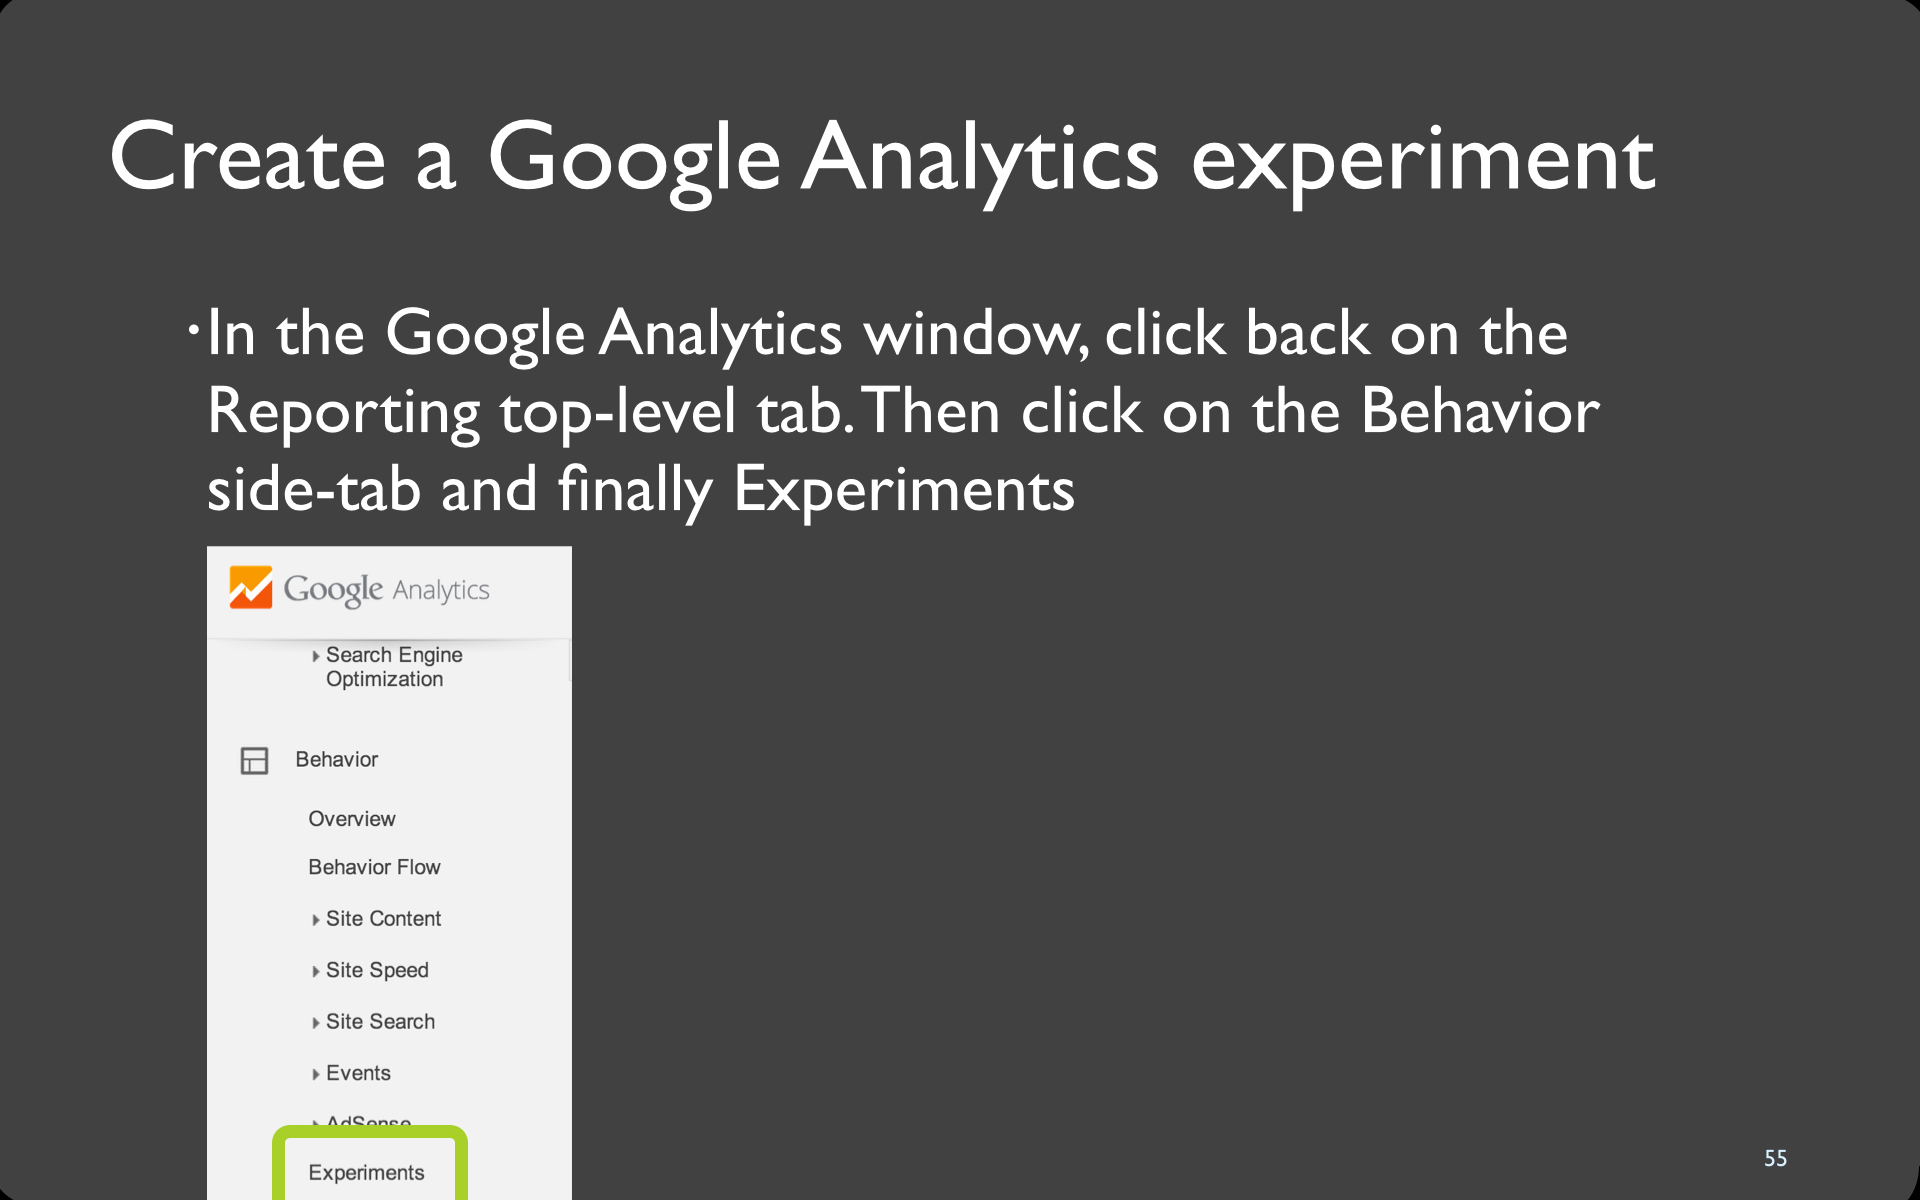 Create a Google Analytics experiment
•In the Google Analytics window, click back on the
Reporting top-level tab. Then click on the Behavior
side-tab and finally Experiments
Google Analytics
Search Engine
Optimization
Behavior
Overview
Behavior Flow
Site Content
Site Speed
Site Search
Events
AdSense
Experiments
55